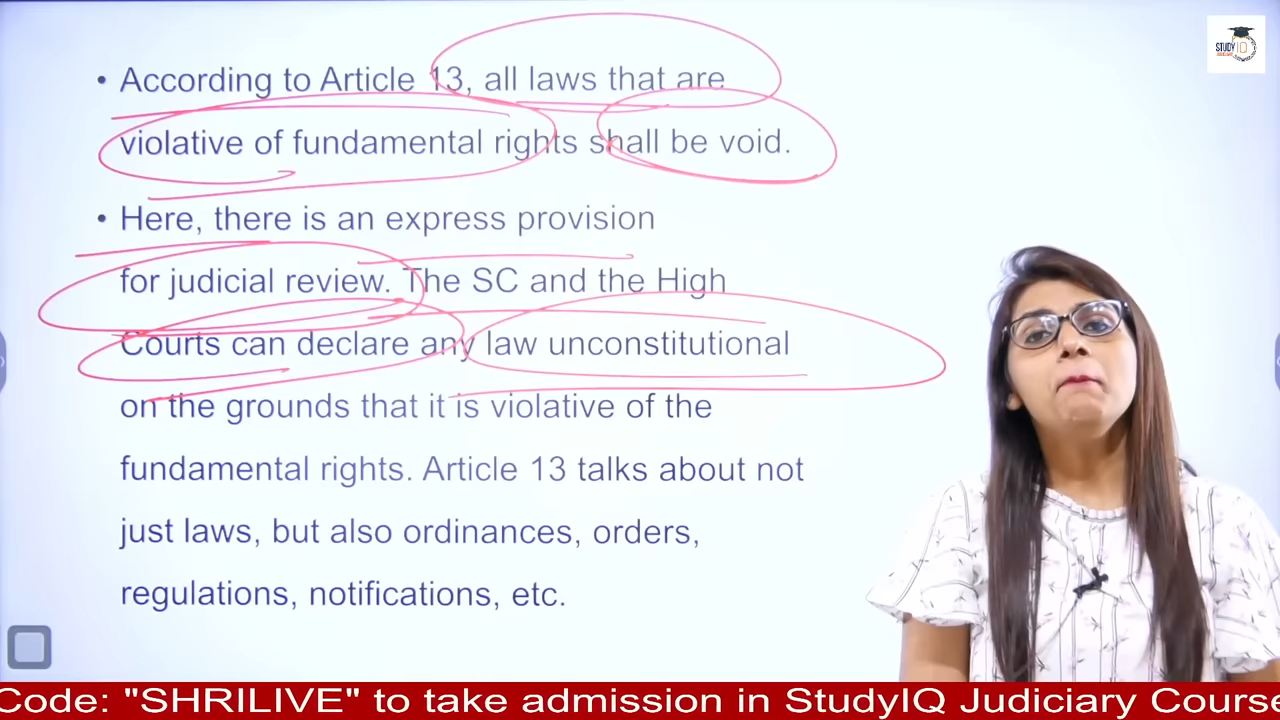 STUDY IQ
• According to Article 13, all laws that are
violative of fundamental rights shall be void.
• Here, there is an express provision
for judicial review. The SC and the High
Courts can declare any law unconstitutional
on the grounds that it is violative of the
fundamental rights. Article 13 talks about not
just laws, but also ordinances, orders,
regulations, notifications, etc.
Code: "SHRILIVE" to take admission in StudyIQ Judiciary Course